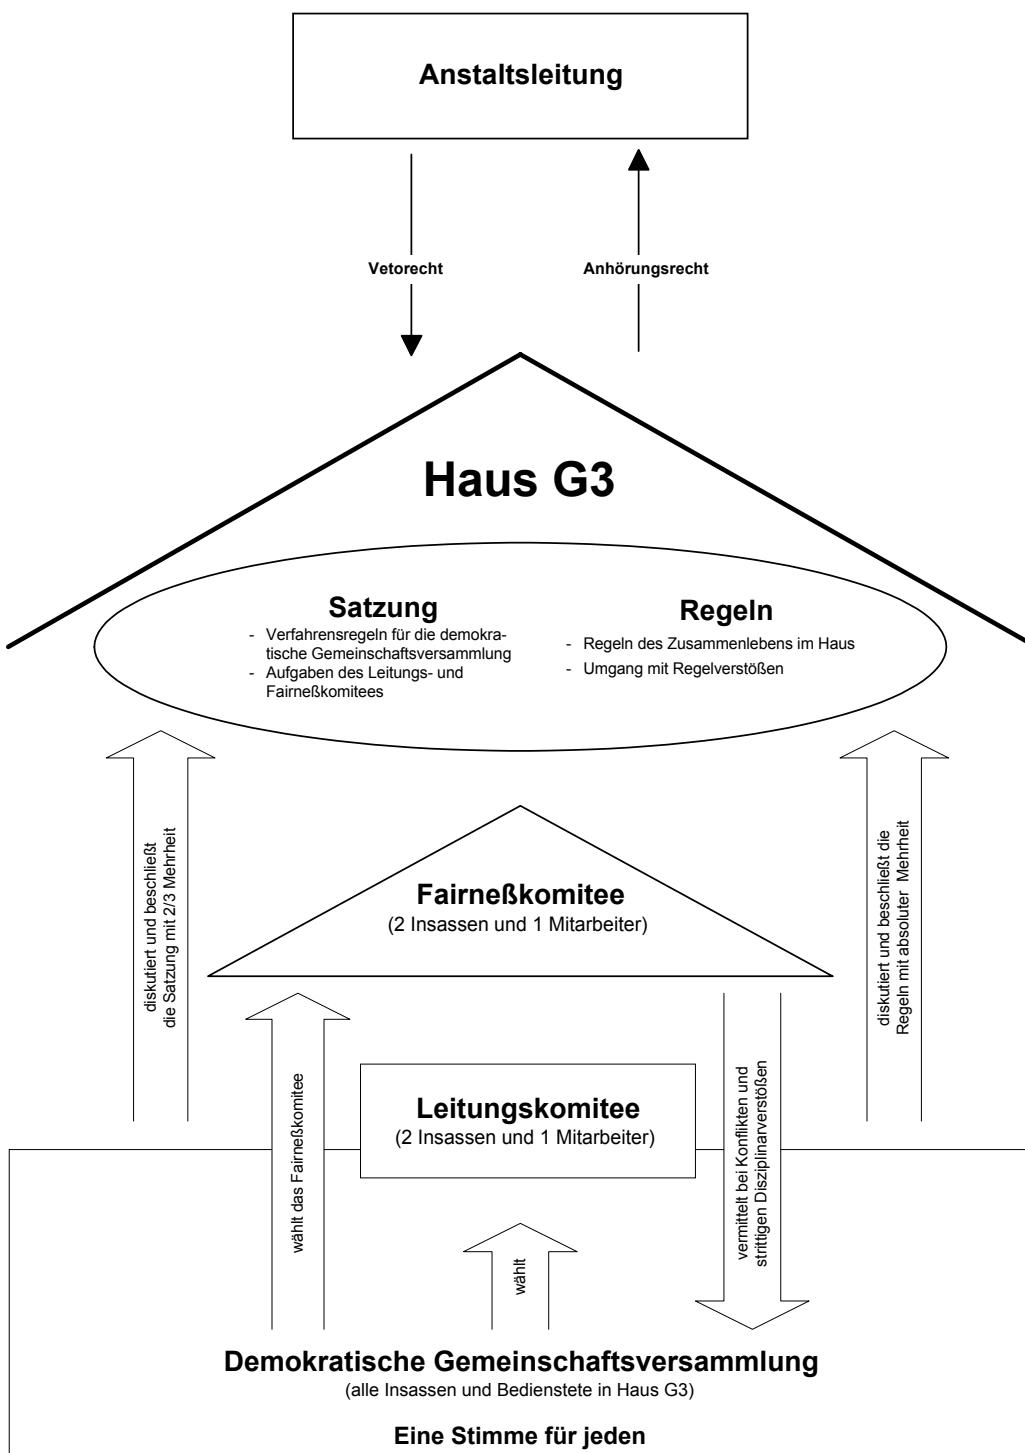 Anstaltsleitung
Vetorecht
Anhörungsrecht
Haus G3
Satzung
- Verfahrensregeln für die demokra-
tische Gemeinschaftsversammlung
- Aufgaben des Leitungs- und
Fairneßkomitees
Regeln
- Regeln des Zusammenlebens im Haus
- Umgang mit Regelverstößen
diskutiert und beschließt
die Satzung mit 2/3 Mehrheit
diskutiert und beschließt die
Regeln mit absoluter Mehrheit
Fairneßkomitee
(2 Insassen und 1 Mitarbeiter)
wählt das Fairneßkomitee
Leitungskomitee
(2 Insassen und 1 Mitarbeiter)
vermittelt bei Konflikten und
strittigen Disziplinarverstößen
wählt
Demokratische Gemeinschaftsversammlung
(alle Insassen und Bedienstete in Haus G3)
Eine Stimme für jeden